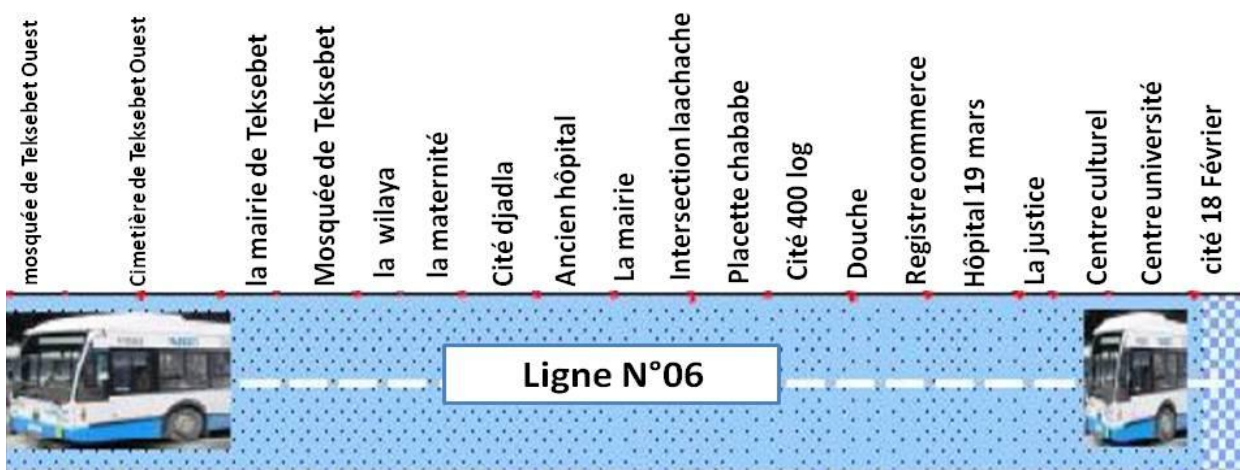 mosquée de Teksebet Ouest
Cimetière de Teksebet Ouest
la mairie de Teksebet
Mosquée de Teksebet
la wilaya
la maternité
Cité djadla
Ancien hôpital
La mairie
Intersection laachache
Placette chababe
Cité 400 log
Douche
Registre commerce
Hôpital 19 mars
La justice
Centre culturel
Centre université
cité 18 Février
Ligne N°06